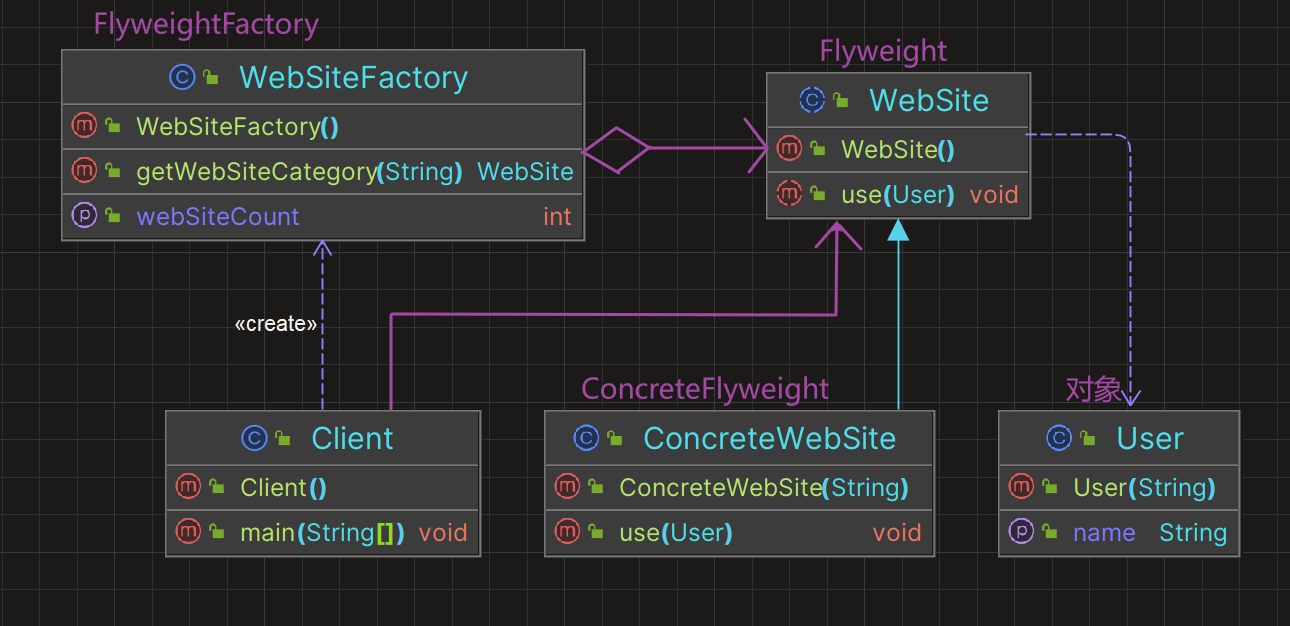 FlyweightFactory
WebSiteFactory
WebSiteFactory()
getWebSiteCategory(String) WebSite
webSiteCount int
Flyweight
WebSite
WebSite()
use(User) void
«create»
Client
Client()
main(String[]) void
ConcreteFlyweight
ConcreteWebSite
ConcreteWebSite(String)
use(User) void
对象
User
User(String)
name String